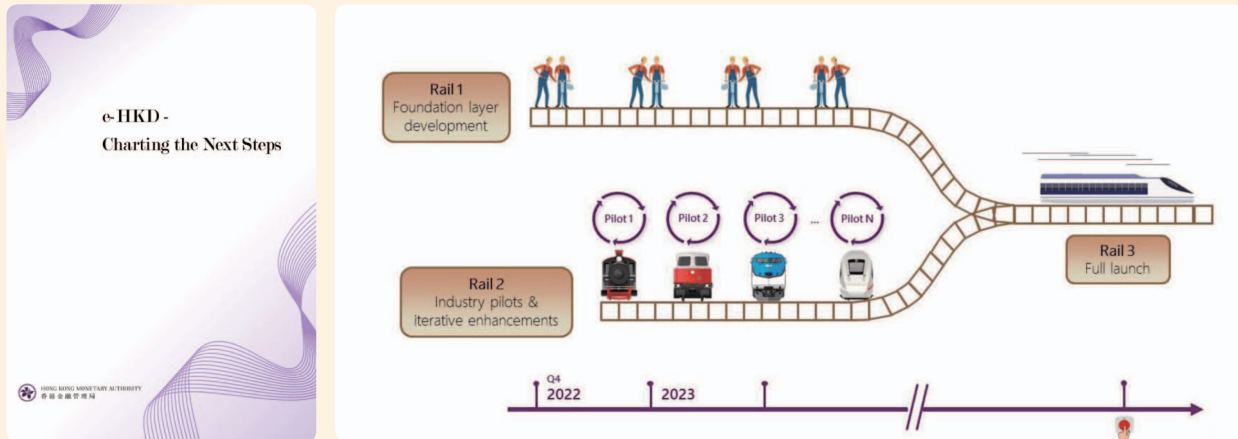 e-HKD -
Charting the Next Steps
HONG KONG MONETARY AUTHORITY
香港金融管理局
Rail 1
Foundation layer
development
Pilot 1
Pilot 2
Pilot 3
...
Pilot N
Rail 2
Industry pilots &
iterative enhancements
Rail 3
Full launch
Q4
2022
2023